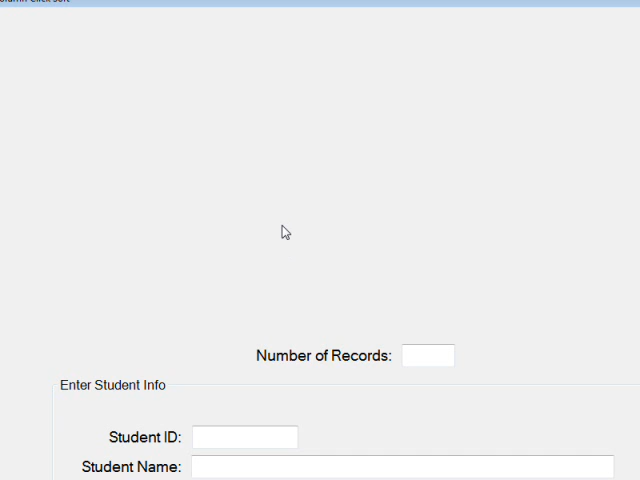 Number of Records:
Enter Student Info
Student ID:
Student Name: